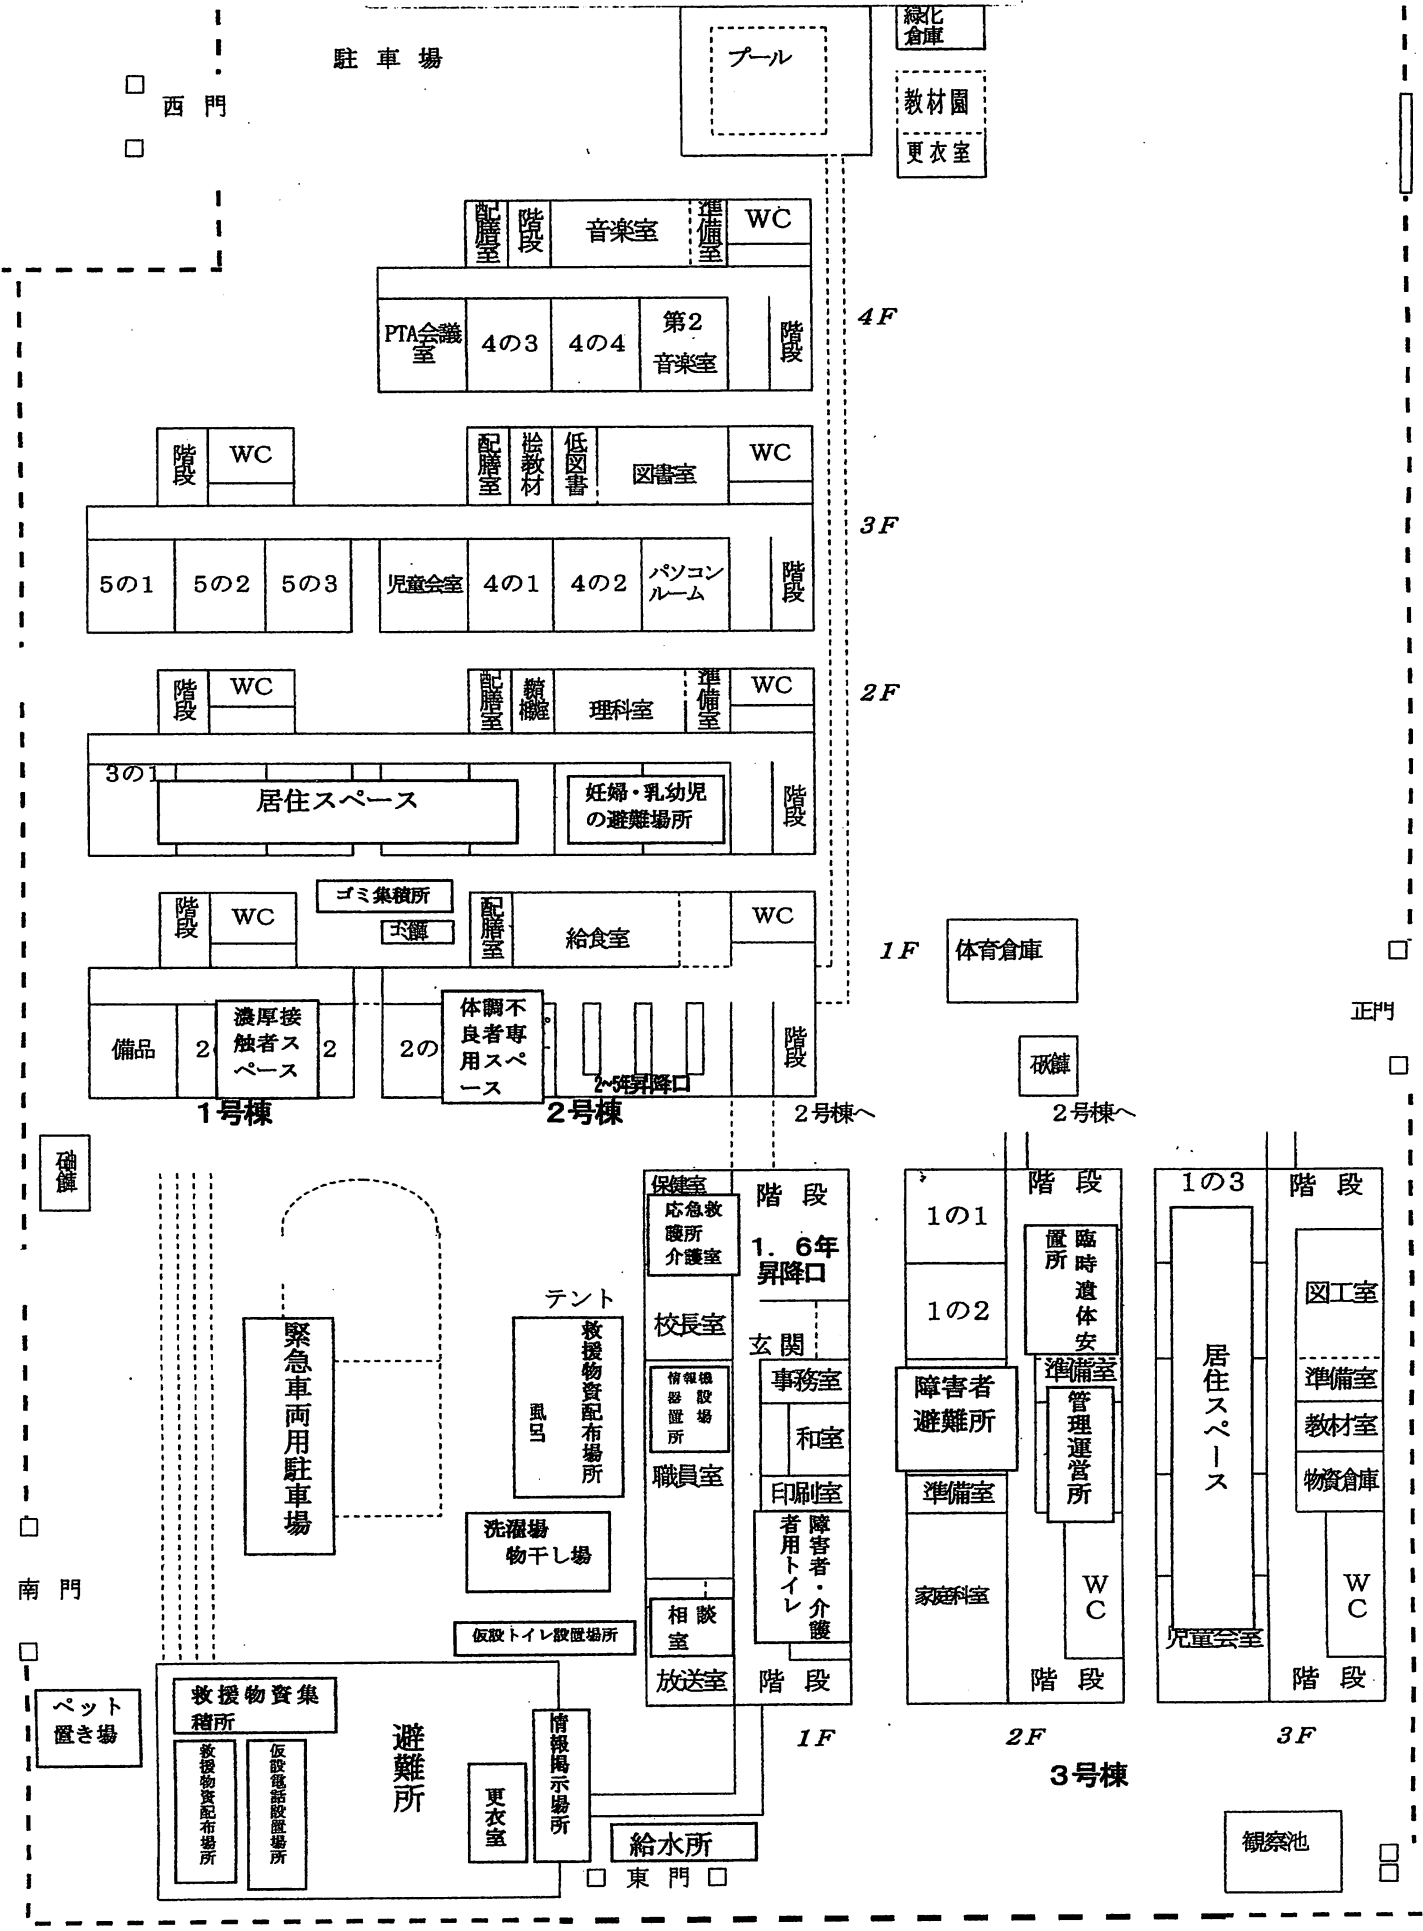 緑化
倉庫
駐車場
プール
西門
教材園
更衣室
配膳室
階段
音楽室
準備室
WC
PTA会議
室
4の3
4の4
第2
音楽室
階段
4F
階段
WC
配膳室
絵教材
低図書
図書室
WC
3F
5の1
5の2
5の3
児童会室
4の1
4の2
パソコン
ルーム
階段
階段
WC
配膳室
理科室
準備室
WC
2F
3の1
居住スペース
妊婦・乳幼児
の避難場所
階段
ゴミ集積所
階段
WC
配膳室
給食室
WC
1F
体育倉庫
正門
備品
2
濃厚接
触者ス
ペース
2
2の
体調不
良者専
用スペ
ース
2~5年昇降口
階段
1号棟
2号棟
2号棟へ
2号棟へ
保健室
応急救
護所
介護室
階段
1．6年
昇降口
校長室
玄関
情報機
器設
置場
所
事務室
和室
職員室
印刷室
障害者・介護
者用トイレ
相談
室
放送室
階段
1F
1の1
階段
1の2
臨時遺体安
置所
準備室
障害者
避難所
管理運営所
準備室
家庭科室
WC
階段
2F
1の3
階段
居住スペース
図工室
準備室
教材室
物資倉庫
WC
児童会室
階段
3F
3号棟
テント
救援物資配布場所
風呂
緊急車両用駐車場
洗濯場
物干し場
仮設トイレ設置場所
南門
ペット
置き場
救援物資集
積所
救援物資配布場所
仮設電話設置場所
避難所
更衣室
情報掲示場所
給水所
東門
観察池